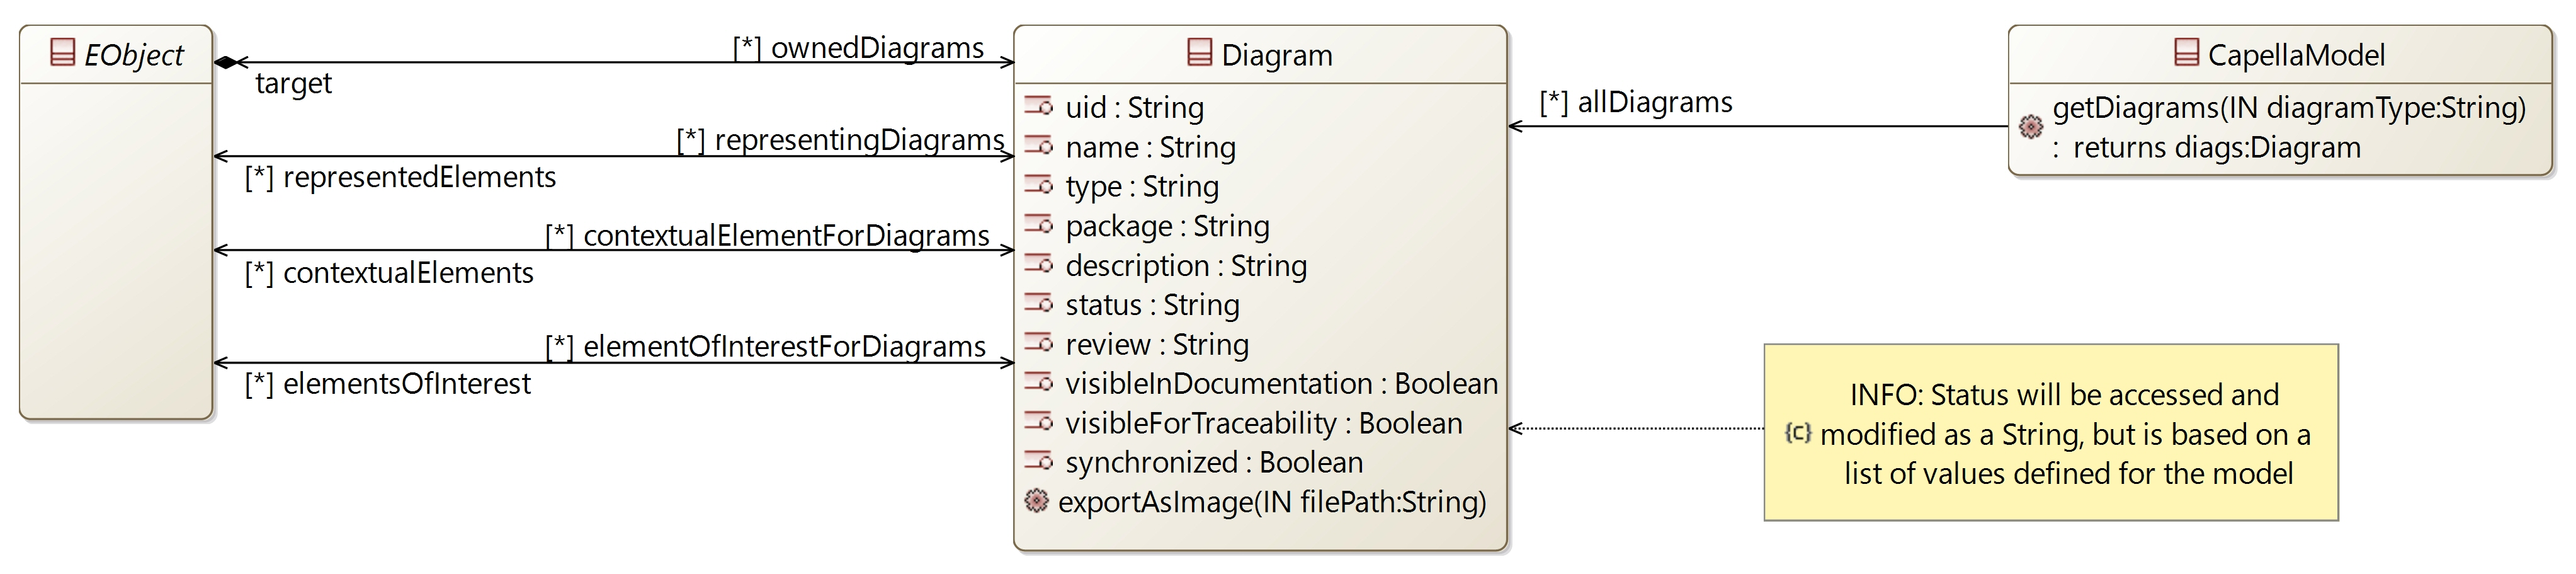 EObject
[*] ownedDiagrams
target
[*] representingDiagrams
[*] representedElements
[*] contextualElementForDiagrams
[*] contextualElements
[*] elementOfInterestForDiagrams
[*] elementsOfInterest
Diagram
uid : String
name : String
type : String
package : String
description : String
status : String
review : String
visibleInDocumentation : Boolean
visibleForTraceability : Boolean
synchronized : Boolean
exportAsImage(IN filePath:String)
[*] allDiagrams
CapellaModel
getDiagrams(IN diagramType:String)
: returns diags:Diagram
INFO: Status will be accessed and
{c} modified as a String, but is based on a
list of values defined for the model